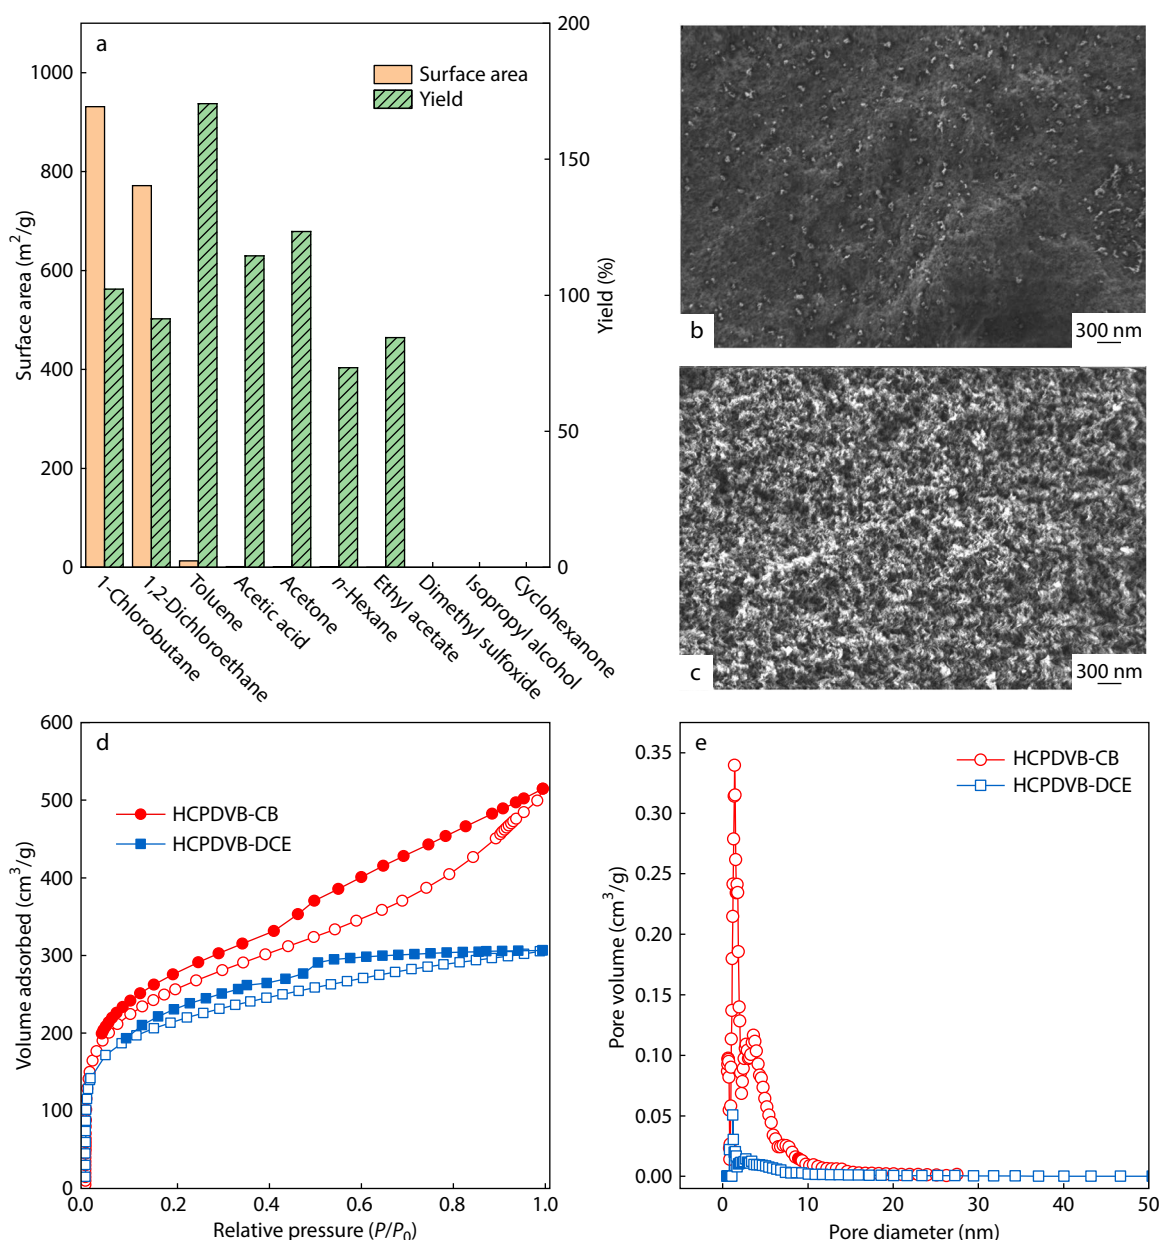 a
Surface area
Yield
Surface area (m²/g)
1000
800
600
400
200
0
200
150
100
50
0
Yield (%)
1-Chlorobutane
1,2-Dichloroethane
Toluene
Acetic acid
Acetone
n-Hexane
Ethyl acetate
Dimethyl sulfoxide
Isopropyl alcohol
Cyclohexanone
b
300 nm
c
300 nm
d
HCPDVB-CB
HCPDVB-DCE
Volume adsorbed (cm³/g)
600
500
400
300
200
100
0
0.0 0.2 0.4 0.6 0.8 1.0
Relative pressure (P/P₀)
e
HCPDVB-CB
HCPDVB-DCE
Pore volume (cm³/g)
0.35
0.30
0.25
0.20
0.15
0.10
0.05
0.00
0 10 20 30 40 50
Pore diameter (nm)